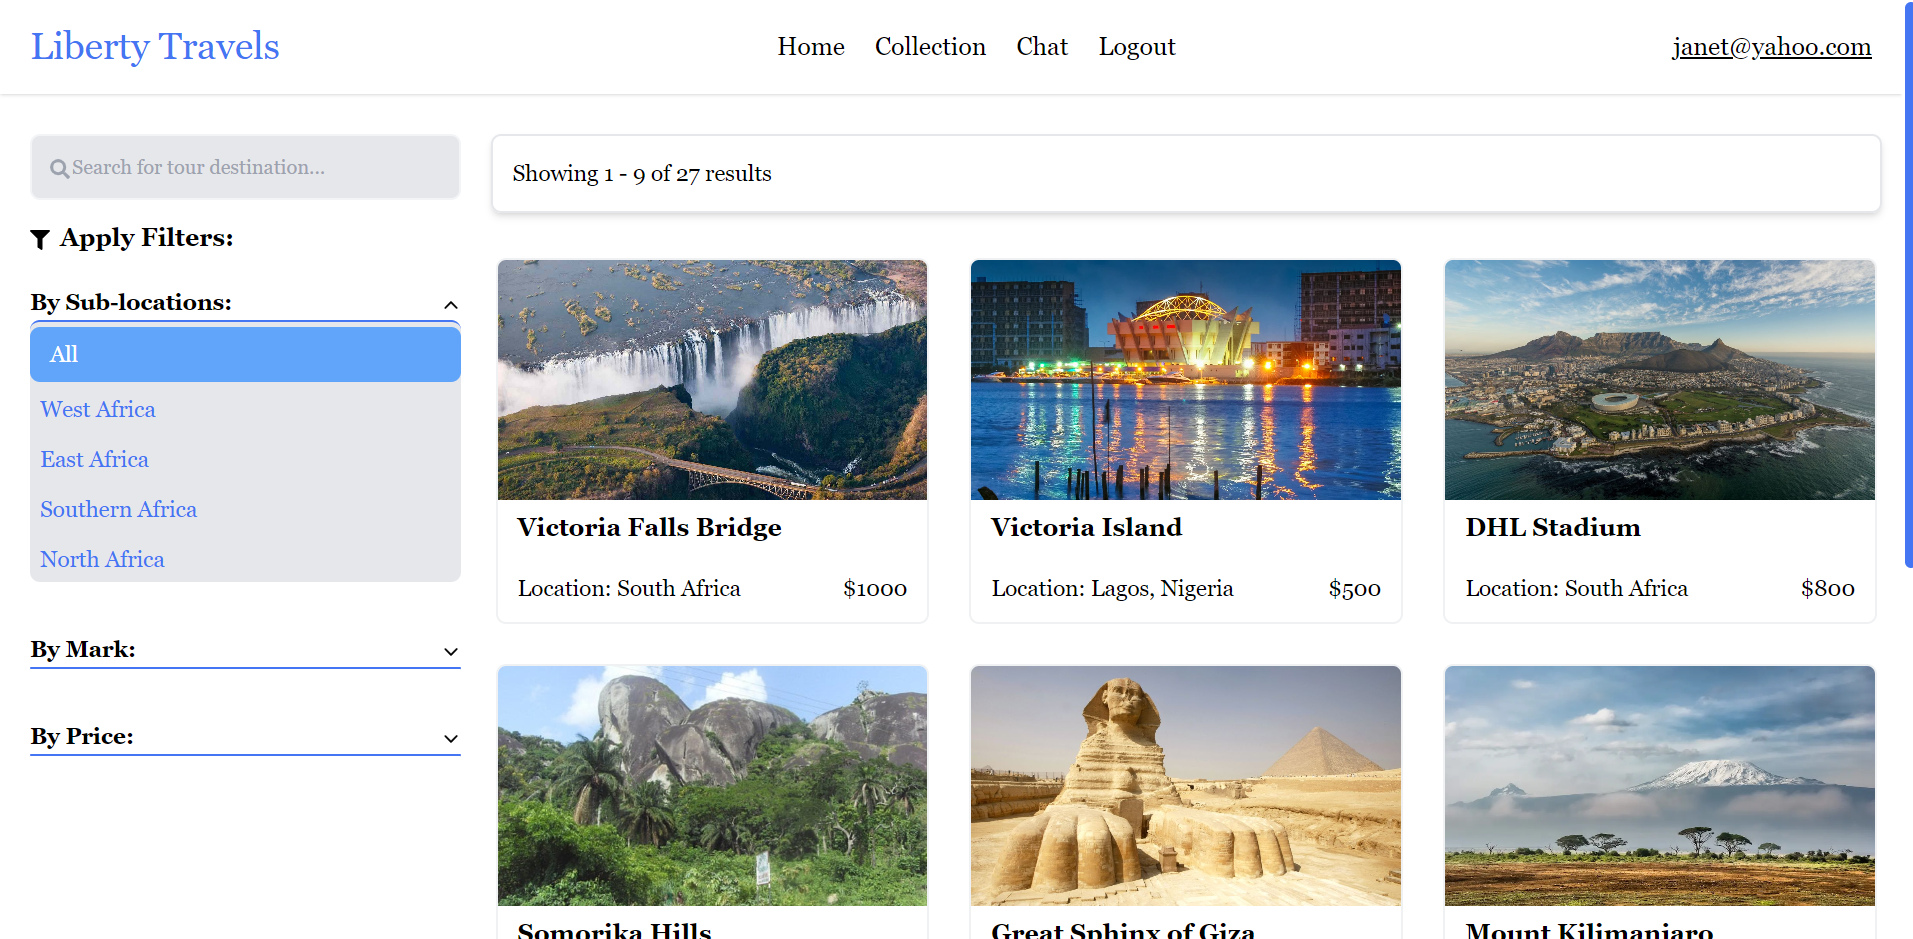 Liberty Travels
Home Collection Chat Logout
janet@yahoo.com
Search for tour destination...
Apply Filters:
By Sub-locations:
All
West Africa
East Africa
Southern Africa
North Africa
By Mark:
By Price:
Showing 1 - 9 of 27 results
Victoria Falls Bridge
Location: South Africa $1000
Victoria Island
Location: Lagos, Nigeria $500
DHL Stadium
Location: South Africa $800
Somorika Hills
Great Sphinx of Giza
Mount Kilimanjaro